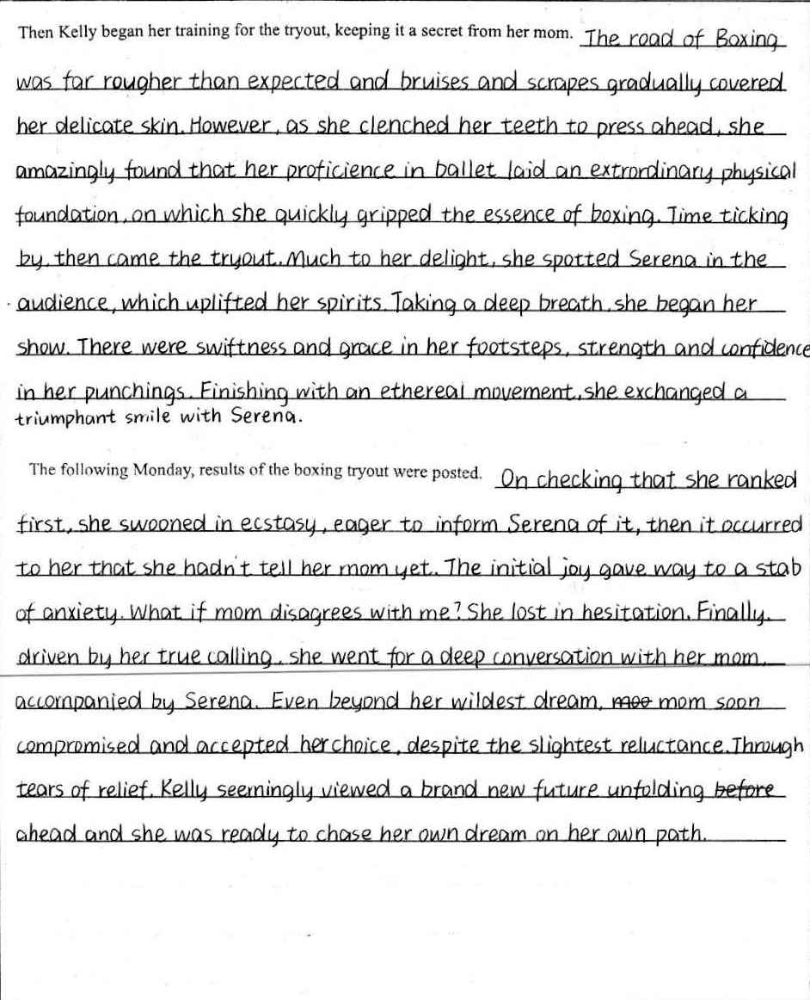 Then Kelly began her training for the tryout, keeping it a secret from her mom. The road of Boxing
was far rougher than expected and bruises and scrapes gradually covered
her delicate skin. However, as she clenched her teeth to press ahead, she
amazingly found that her proficience in ballet laid an extrordinary physical
foundation, on which she quickly gripped the essence of boxing. Time ticking
by, then came the tryout. Much to her delight, she spotted Serena in the
audience, which uplifted her spirits. Taking a deep breath, she began her
show. There were swiftness and grace in her footsteps, strength and confidence
in her punchings. Finishing with an ethereal movement, she exchanged a
triumphant smile with Serena.
The following Monday, results of the boxing tryout were posted. On checking that she ranked
first, she swooned in ecstasy, eager to inform Serena of it, then it occurred
to her that she hadn't tell her mom yet. The initial joy gave way to a stab
of anxiety. What if mom disagrees with me? She lost in hesitation. Finally,
driven by her true calling, she went for a deep conversation with her mom,
accompanied by Serena. Even beyond her wildest dream, mom soon
compromised and accepted her choice, despite the slightest reluctance. Through
tears of relief, Kelly seemingly viewed a brand new future unfolding before
ahead and she was ready to chase her own dream on her own path.